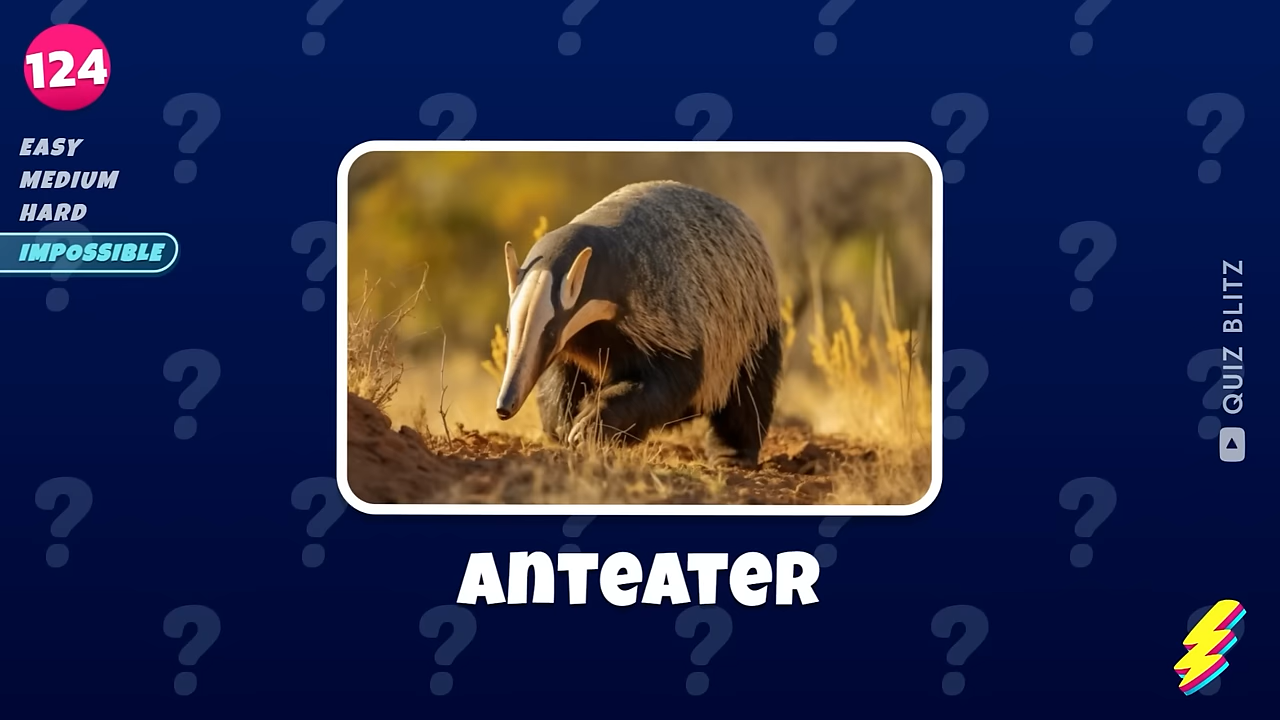 124
EASY
MEDIUM
HARD
IMPOSSIBLE
QUIZ BLITZ
ANTEATER